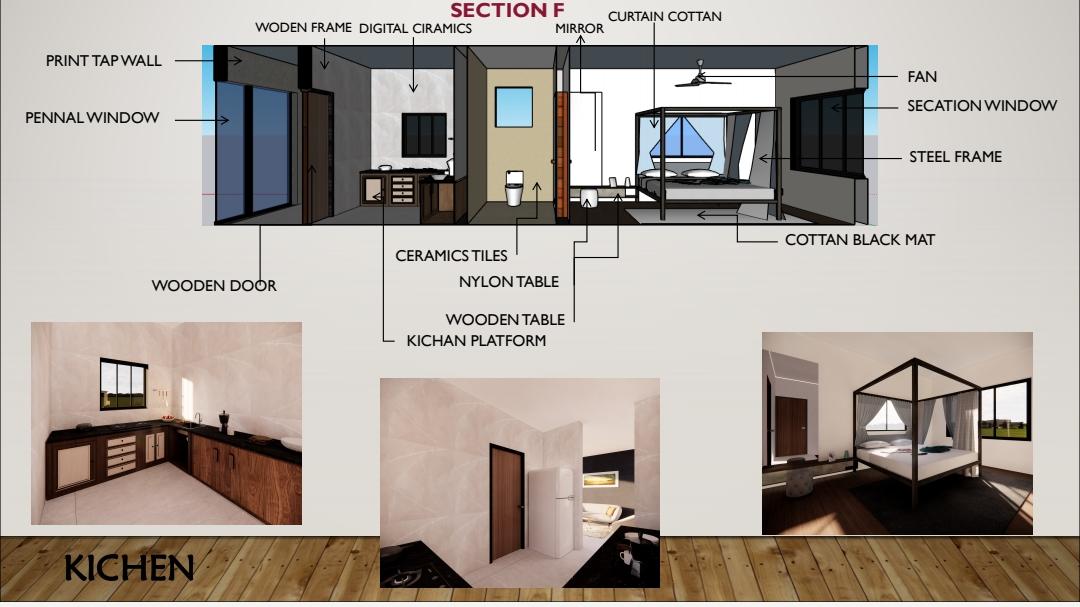 SECTION F
CURTAIN COTTAN
WODEN FRAME
DIGITAL CIRAMICS
MIRROR
PRINT TAP WALL
FAN
PENNAL WINDOW
SECATION WINDOW
STEEL FRAME
COTTAN BLACK MAT
CERAMICS TILES
WOODEN DOOR
NYLON TABLE
WOODEN TABLE
KICHAN PLATFORM
KICHEN